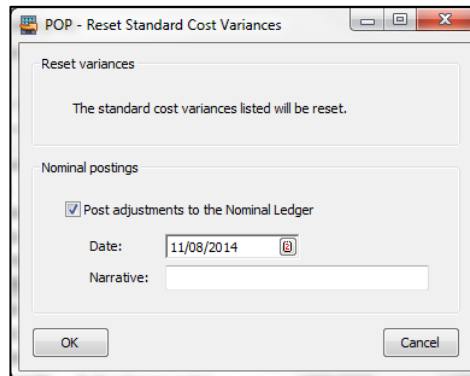 POP - Reset Standard Cost Variances
Reset variances
The standard cost variances listed will be reset.
Nominal postings
Post adjustments to the Nominal Ledger
Date: 11/08/2014
Narrative:
OK Cancel